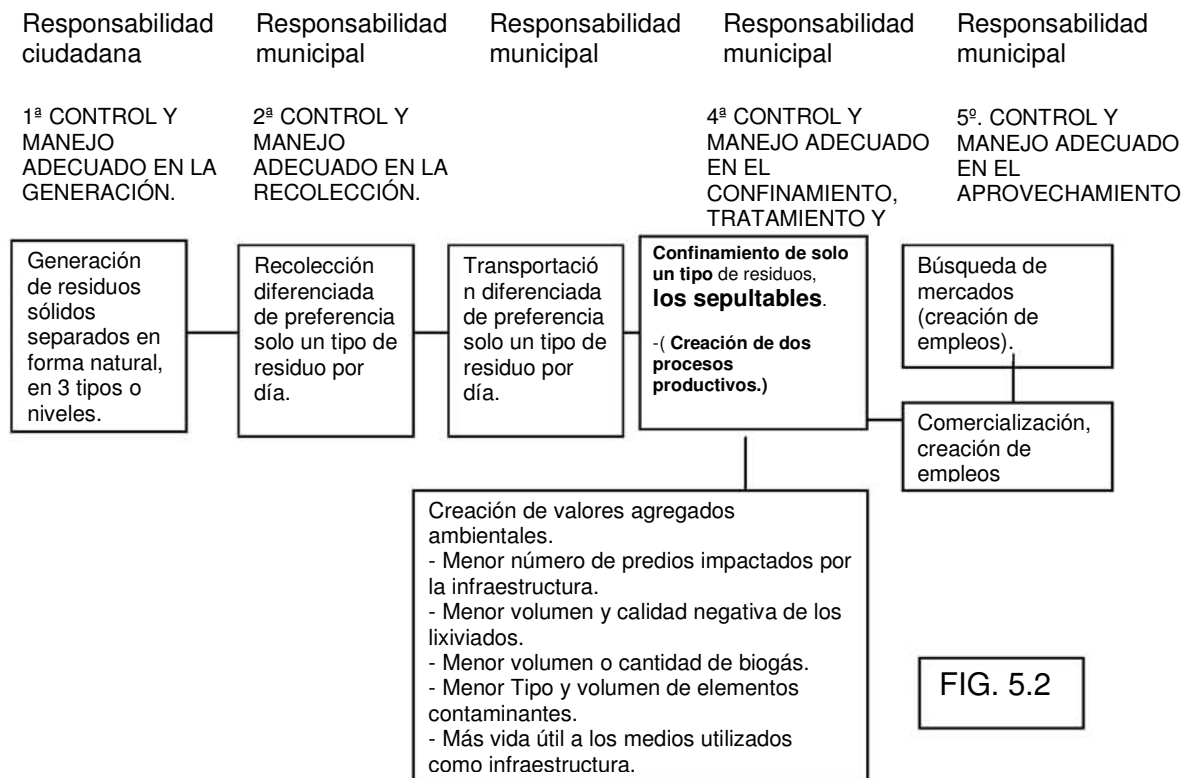 Responsabilidad
ciudadana
Responsabilidad
municipal
Responsabilidad
municipal
Responsabilidad
municipal
Responsabilidad
municipal
1ª CONTROL Y
MANEJO
ADECUADO EN LA
GENERACIÓN.
2ª CONTROL Y
MANEJO
ADECUADO EN LA
RECOLECCIÓN.
4ª CONTROL Y
MANEJO ADECUADO
EN EL
CONFINAMIENTO,
TRATAMIENTO Y
5º. CONTROL Y
MANEJO ADECUADO
EN EL
APROVECHAMIENTO
Generación
de residuos
sólidos
separados en
forma natural,
en 3 tipos o
niveles.
Recolección
diferenciada
de preferencia
solo un tipo de
residuo por
día.
Transportació
n diferenciada
de preferencia
solo un tipo de
residuo por
día.
Confinamiento de solo
un tipo de residuos,
los sepultables.
-( Creación de dos
procesos
productivos.)
Búsqueda de
mercados
(creación de
empleos).
Comercialización,
creación de
empleos
Creación de valores agregados
ambientales.
- Menor número de predios impactados por
la infraestructura.
- Menor volumen y calidad negativa de los
lixiviados.
- Menor volumen o cantidad de biogás.
- Menor Tipo y volumen de elementos
contaminantes.
- Más vida útil a los medios utilizados
como infraestructura.
FIG. 5.2